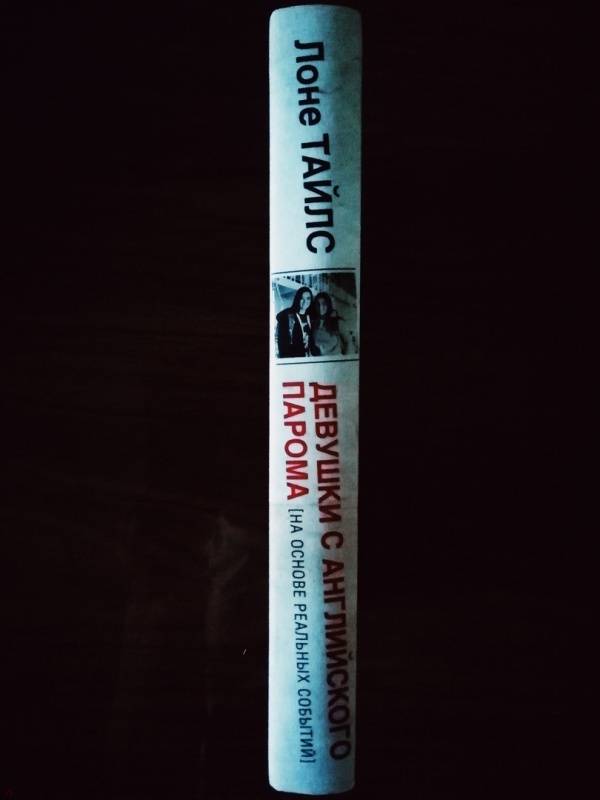 Лоне ТАЙЛС
ДЕВУШКИ С АНГЛИЙСКОГО
ПАРОМА [НА ОСНОВЕ РЕАЛЬНЫХ СОБЫТИЙ]